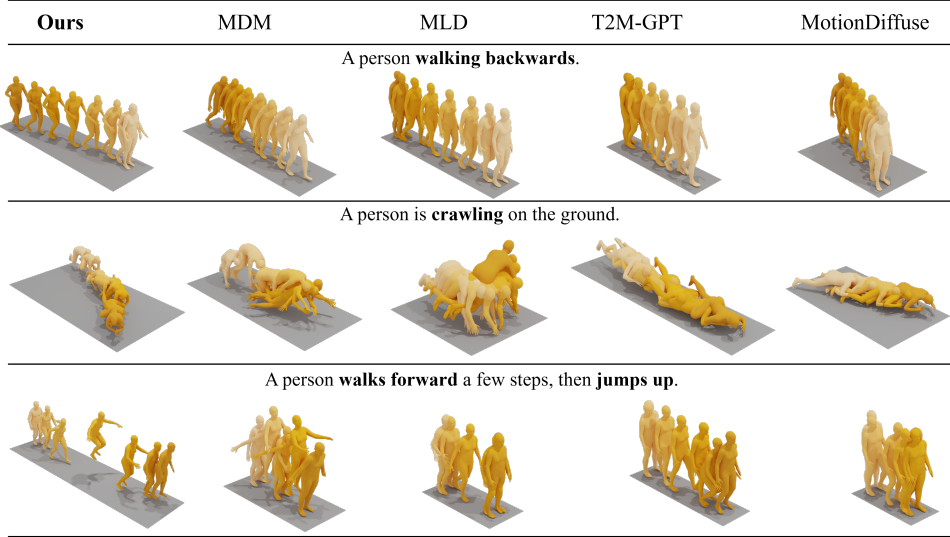 Ours MDM MLD T2M-GPT MotionDiffuse
A person walking backwards.
A person is crawling on the ground.
A person walks forward a few steps, then jumps up.